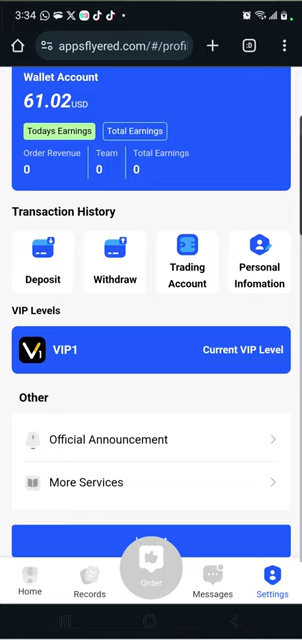 3:34
appsflyered.com/#/profil
:D
Wallet Account
61.02USD
Todays Earnings
Total Earnings
Order Revenue
Team
Total Earnings
0
0
0
Transaction History
Deposit
Withdraw
Trading
Account
Personal
Infomation
VIP Levels
V1
VIP1
Current VIP Level
Other
Official Announcement
More Services
Home
Records
Order
Messages
Settings